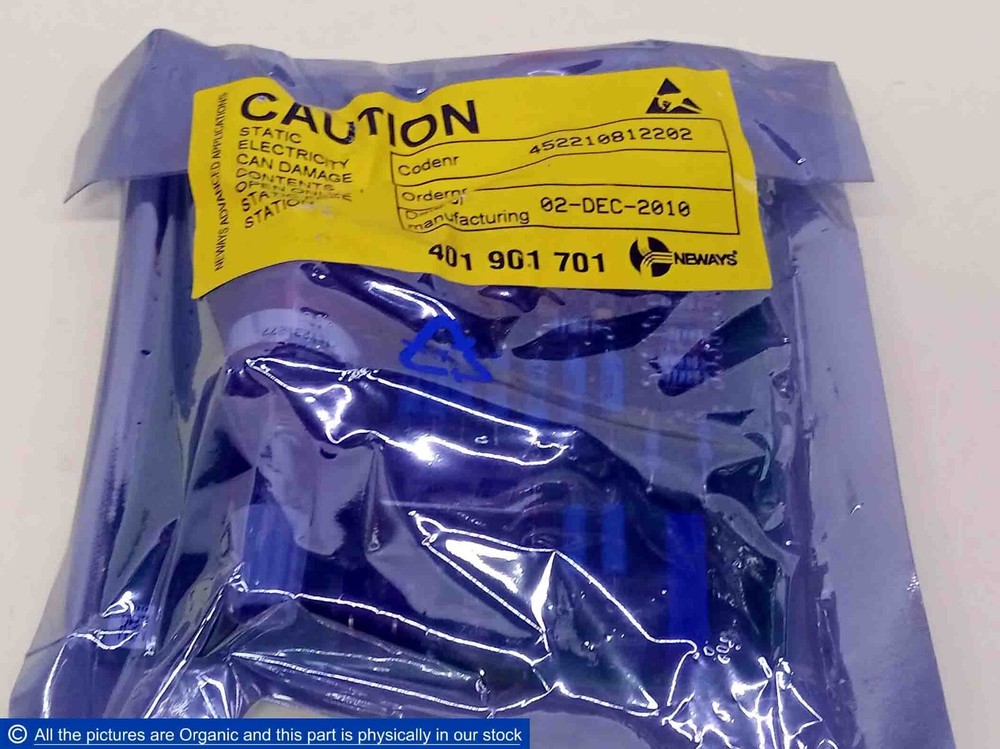 NEWAYS ADVANCED APPLICATIONS
CAUTION
STATIC
ELECTRICITY
CAN DAMAGE
CONTENTS
STATION
Codenr 452210812202
Ordernr
manufacturing 02-DEC-2010
401 901 701
NEWAYS
© All the pictures are Organic and this part is physically in our stock